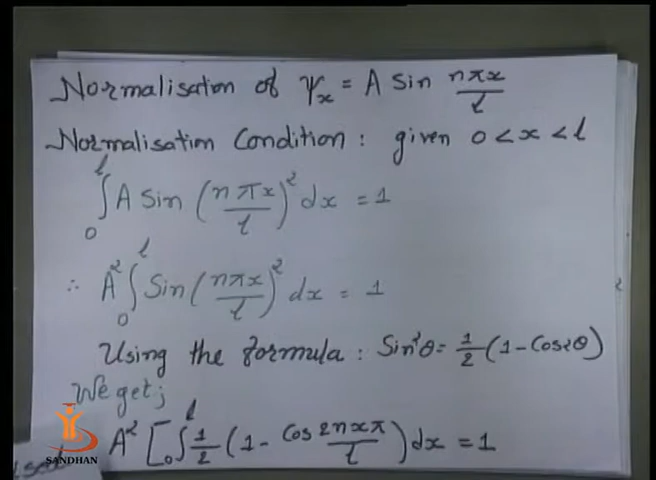 Normalisation of ψₓ = A Sin nπx/l
Normalisation Condition : given 0 < x < l
∫₀ˡ A Sin (nπx/l)² dx = 1
∴ A² ∫₀ˡ Sin (nπx/l)² dx = 1
Using the formula : Sin²θ = 1/2 (1 - Cos2θ)
We get;
A² [₀∫ˡ 1/2 (1 - Cos 2nxπ/l) dx = 1
SANDHAN